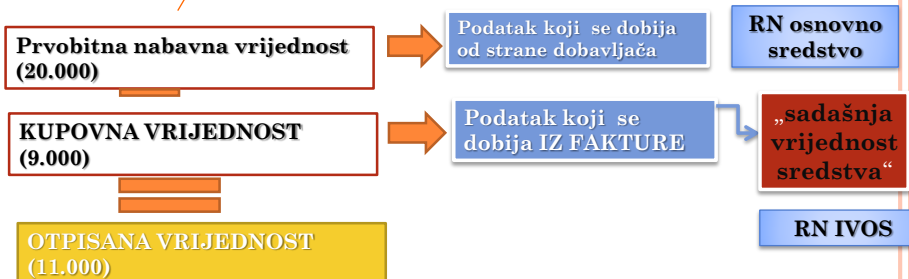 Prvobitna nabavna vrijednost
(20.000)
Podatak koji se dobija
od strane dobavljača
RN osnovno
sredstvo
KUPOVNA VRIJEDNOST
(9.000)
Podatak koji se
dobija IZ FAKTURE
„sadašnja
vrijednost
sredstva“
OTPISANA VRIJEDNOST
(11.000)
RN IVOS